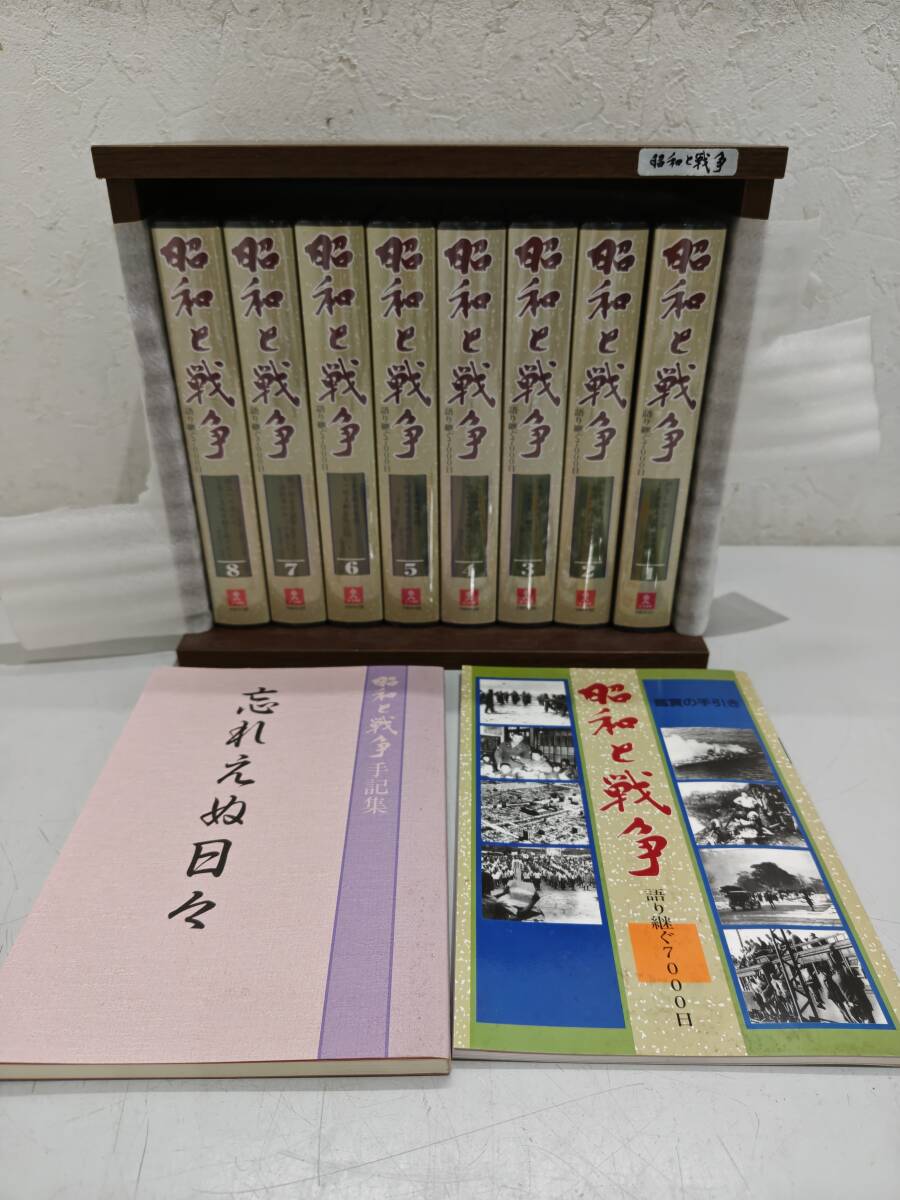 昭和と戦争
昭和と戦争
語り継ぐ7000日
8
昭和と戦争
語り継ぐ7000日
7
昭和と戦争
語り継ぐ7000日
6
昭和と戦争
語り継ぐ7000日
5
昭和と戦争
語り継ぐ7000日
4
昭和と戦争
語り継ぐ7000日
3
昭和と戦争
語り継ぐ7000日
2
昭和と戦争
語り継ぐ7000日
1
昭和と戦争 手記集
忘れえぬ日々
鑑賞の手引き
昭和と戦争
語り継ぐ7000日